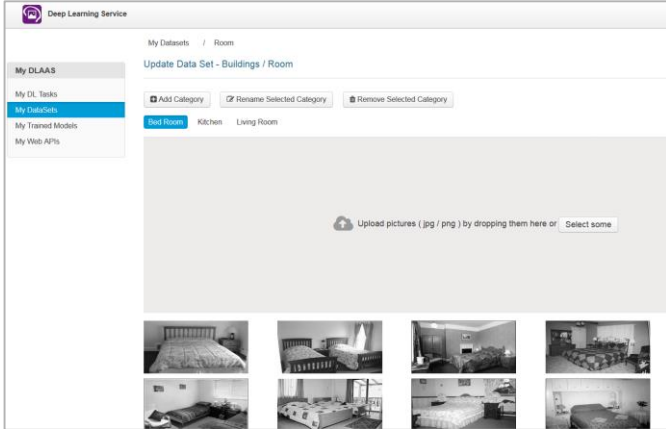 Deep Learning Service
My Datasets / Room
Update Data Set - Buildings / Room
My DLAAS
My DL Tasks
My DataSets
My Trained Models
My Web APIs
Add Category Rename Selected Category Remove Selected Category
Bed Room Kitchen Living Room
Upload pictures ( jpg / png ) by dropping them here or Select some